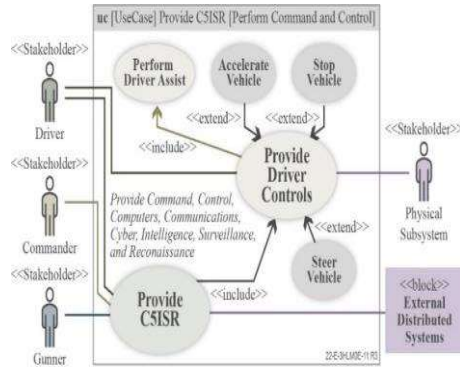 uc [UseCase] Provide C5ISR [Perform Command and Control]
<<Stakeholder>>
Driver
<<Stakeholder>>
Commander
<<Stakeholder>>
Gunner
Perform
Driver Assist
Accelerate
Vehicle
Stop
Vehicle
<<extend>>
<<extend>>
<<include>>
Provide
Driver
Controls
<<Stakeholder>>
Physical
Subsystem
Provide Command, Control,
Computers, Communications,
Cyber, Intelligence, Surveillance,
and Reconaissance
<<extend>>
Steer
Vehicle
<<include>>
Provide
C5ISR
<<block>>
External
Distributed
Systems